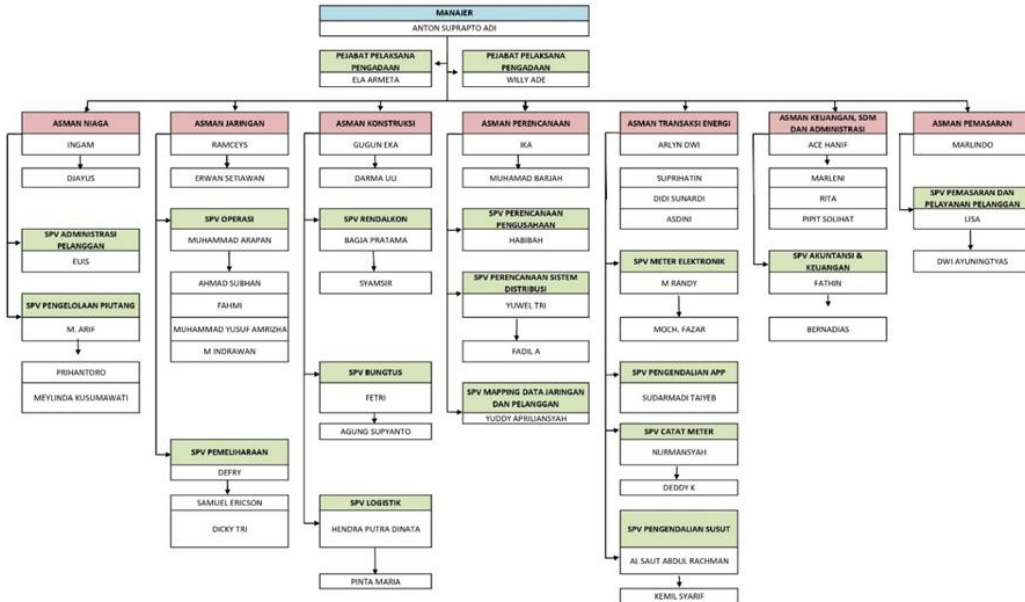 MANAJER
ANTON SUPRAPTO ADI
PEJABAT PELAKSANA
PENGADAAN
ELA ARMETA
PEJABAT PELAKSANA
PENGADAAN
WILLY ADE
ASMAN NIAGA
INGAM
DJAYUS
SPV ADMINISTRASI
PELANGGAN
EUIS
SPV PENGELOLAAN PIUTANG
M. ARIF
PRIHANTORO
MEYLINDA KUSUMAWATI
ASMAN JARINGAN
RAMCEYS
ERWAN SETIAWAN
SPV OPERASI
MUHAMMAD ARAPAN
AHMAD SUBHAN
FAHMI
MUHAMMAD YUSUF AMRIZHA
M INDRAWAN
SPV PEMELIHARAAN
DEFRY
SAMUEL ERICSON
DICKY TRI
ASMAN KONSTRUKSI
GUGUN EKA
DARMA ULI
SPV RENDALKON
BAGJA PRATAMA
SYAMSIR
SPV BUNGTUS
FETRI
AGUNG SUPYANTO
SPV LOGISTIK
HENDRA PUTRA DINATA
PINTA MARIA
ASMAN PERENCANAAN
IKA
MUHAMAD BARJAH
SPV PERENCANAAN
PENGUSAHAAN
HABIBAH
SPV PERENCANAAN SISTEM
DISTRIBUSI
YUWEL TRI
FADIL A
SPV MAPPING DATA JARINGAN
DAN PELANGGAN
YUDDY APRILIANSYAH
ASMAN TRANSAKSI ENERGI
ARLYN DWI
SUPRIHATIN
DIDI SUNARDI
ASDINI
SPV METER ELEKTRONIK
M RANDY
MOCH. FAZAR
SPV PENGENDALIAN APP
SUDARMADI TAIYEB
SPV CATAT METER
NURMANSYAH
DEDDY K
SPV PENGENDALIAN SUSUT
AL SAUT ABDUL RACHMAN
KEMIL SYARIF
ASMAN KEUANGAN, SDM
DAN ADMINISTRASI
ACE HANIF
MARLENI
RITA
PIPIT SOLIHAT
SPV AKUNTANSI &
KEUANGAN
FATHIN
BERNADIAS
ASMAN PEMASARAN
MARLINDO
SPV PEMASARAN DAN
PELAYANAN PELANGGAN
LISA
DWI AYUNINGTYAS